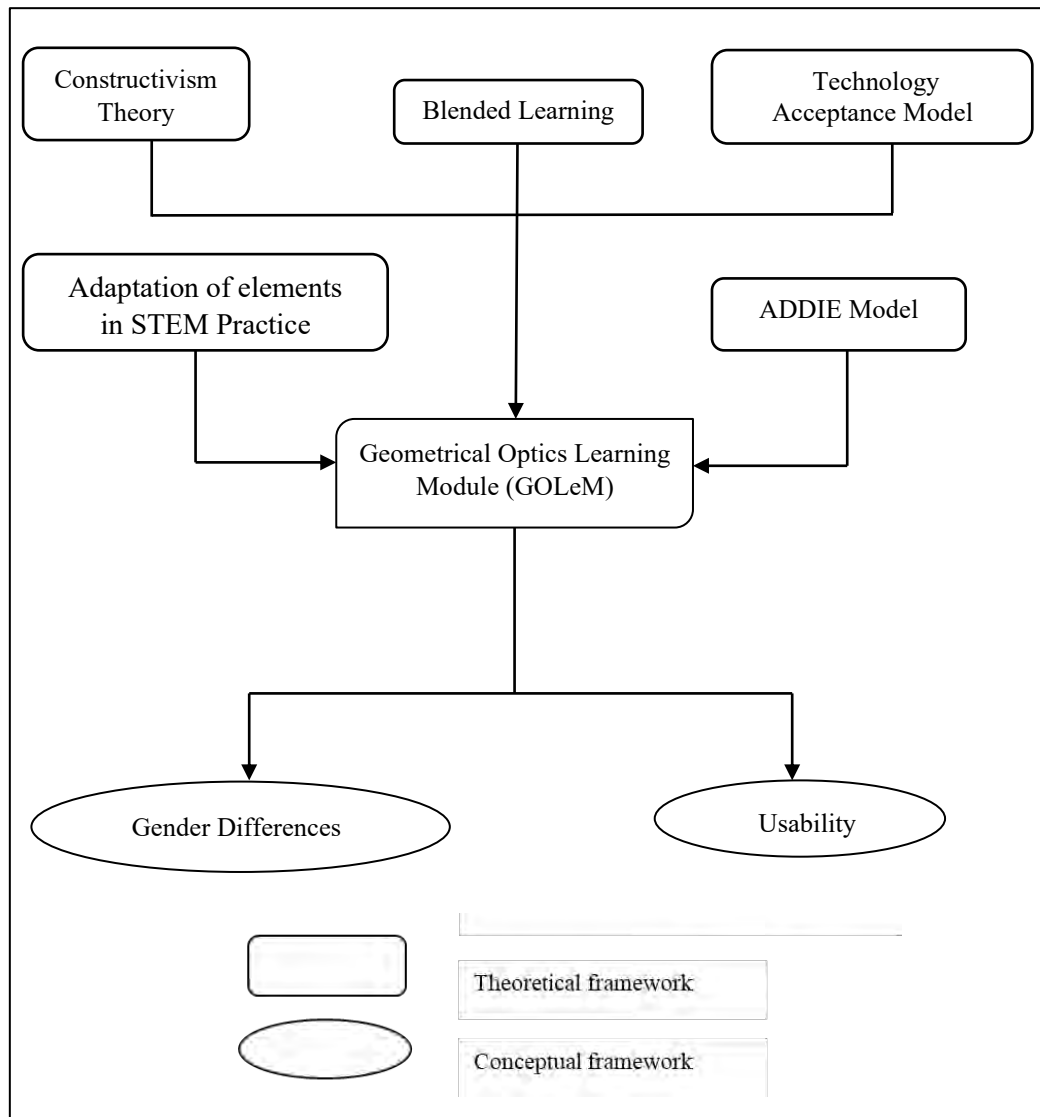 Constructivism
Theory
Blended Learning
Technology
Acceptance Model
Adaptation of elements
in STEM Practice
ADDIE Model
Geometrical Optics Learning
Module (GOLeM)
Gender Differences
Usability
Theoretical framework
Conceptual framework